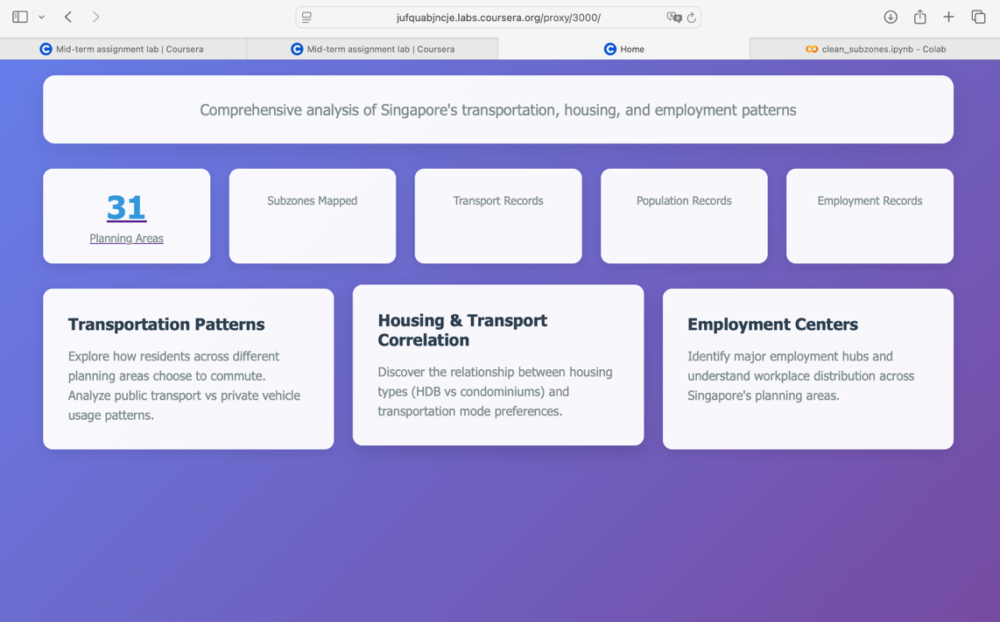 jufquabjncje.labs.coursera.org/proxy/3000/
Mid-term assignment lab | Coursera
Mid-term assignment lab | Coursera
Home
clean_subzones.ipynb - Colab
Comprehensive analysis of Singapore's transportation, housing, and employment patterns
31
Planning Areas
Subzones Mapped
Transport Records
Population Records
Employment Records
Transportation Patterns
Explore how residents across different
planning areas choose to commute.
Analyze public transport vs private vehicle
usage patterns.
Housing & Transport
Correlation
Discover the relationship between housing
types (HDB vs condominiums) and
transportation mode preferences.
Employment Centers
Identify major employment hubs and
understand workplace distribution across
Singapore's planning areas.